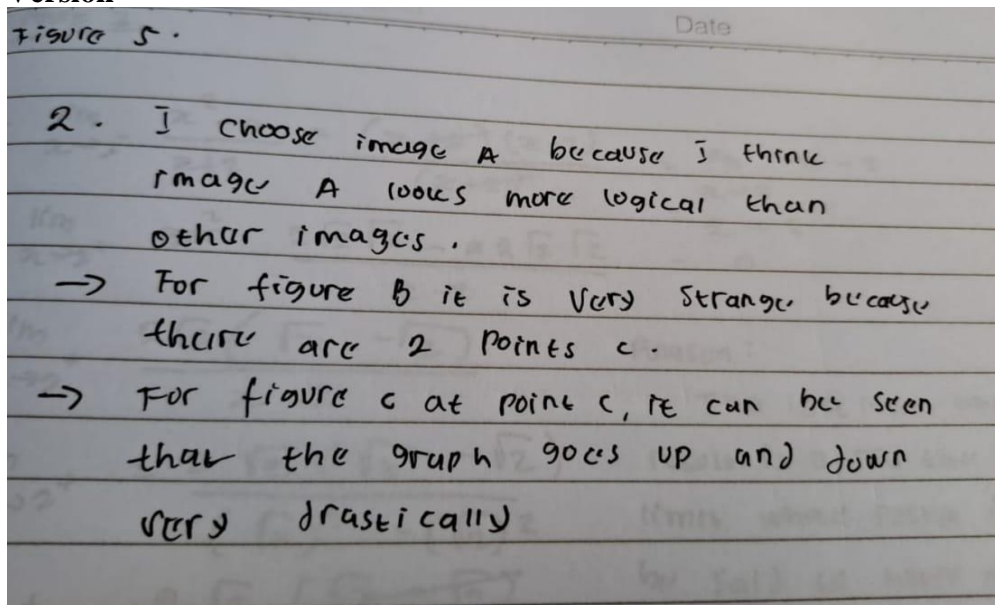 Version
Figure 5.
Date
2. I choose image A because I think
image A looks more logical than
other images.
→ For figure B it is very strange because
there are 2 points c.
→ For figure c at point c, it can be seen
that the graph goes up and down
very drastically